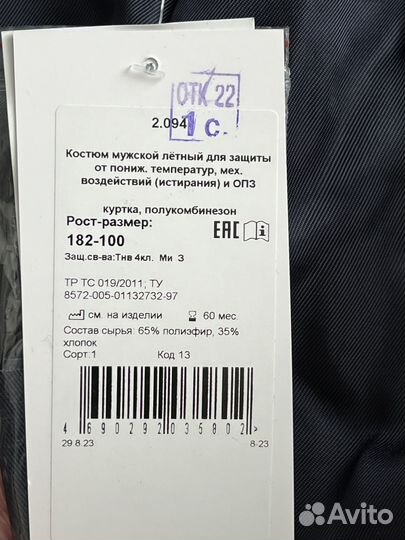 ОТК 22
1 с.
2.094
Костюм мужской лётный для защиты
от пониж. температур, мех.
воздействий (истирания) и ОПЗ
куртка, полукомбинезон
Рост-размер:
182-100
EAC
Защ.св-ва:Тнв 4кл. Ми З
ТР ТС 019/2011; ТУ
8572-005-01132732-97
см. на изделии 60 мес.
Состав сырья: 65% полиэфир, 35%
хлопок
Сорт.1 Код 13
4 690292 035802 >
29.8.23 8-23
Avito